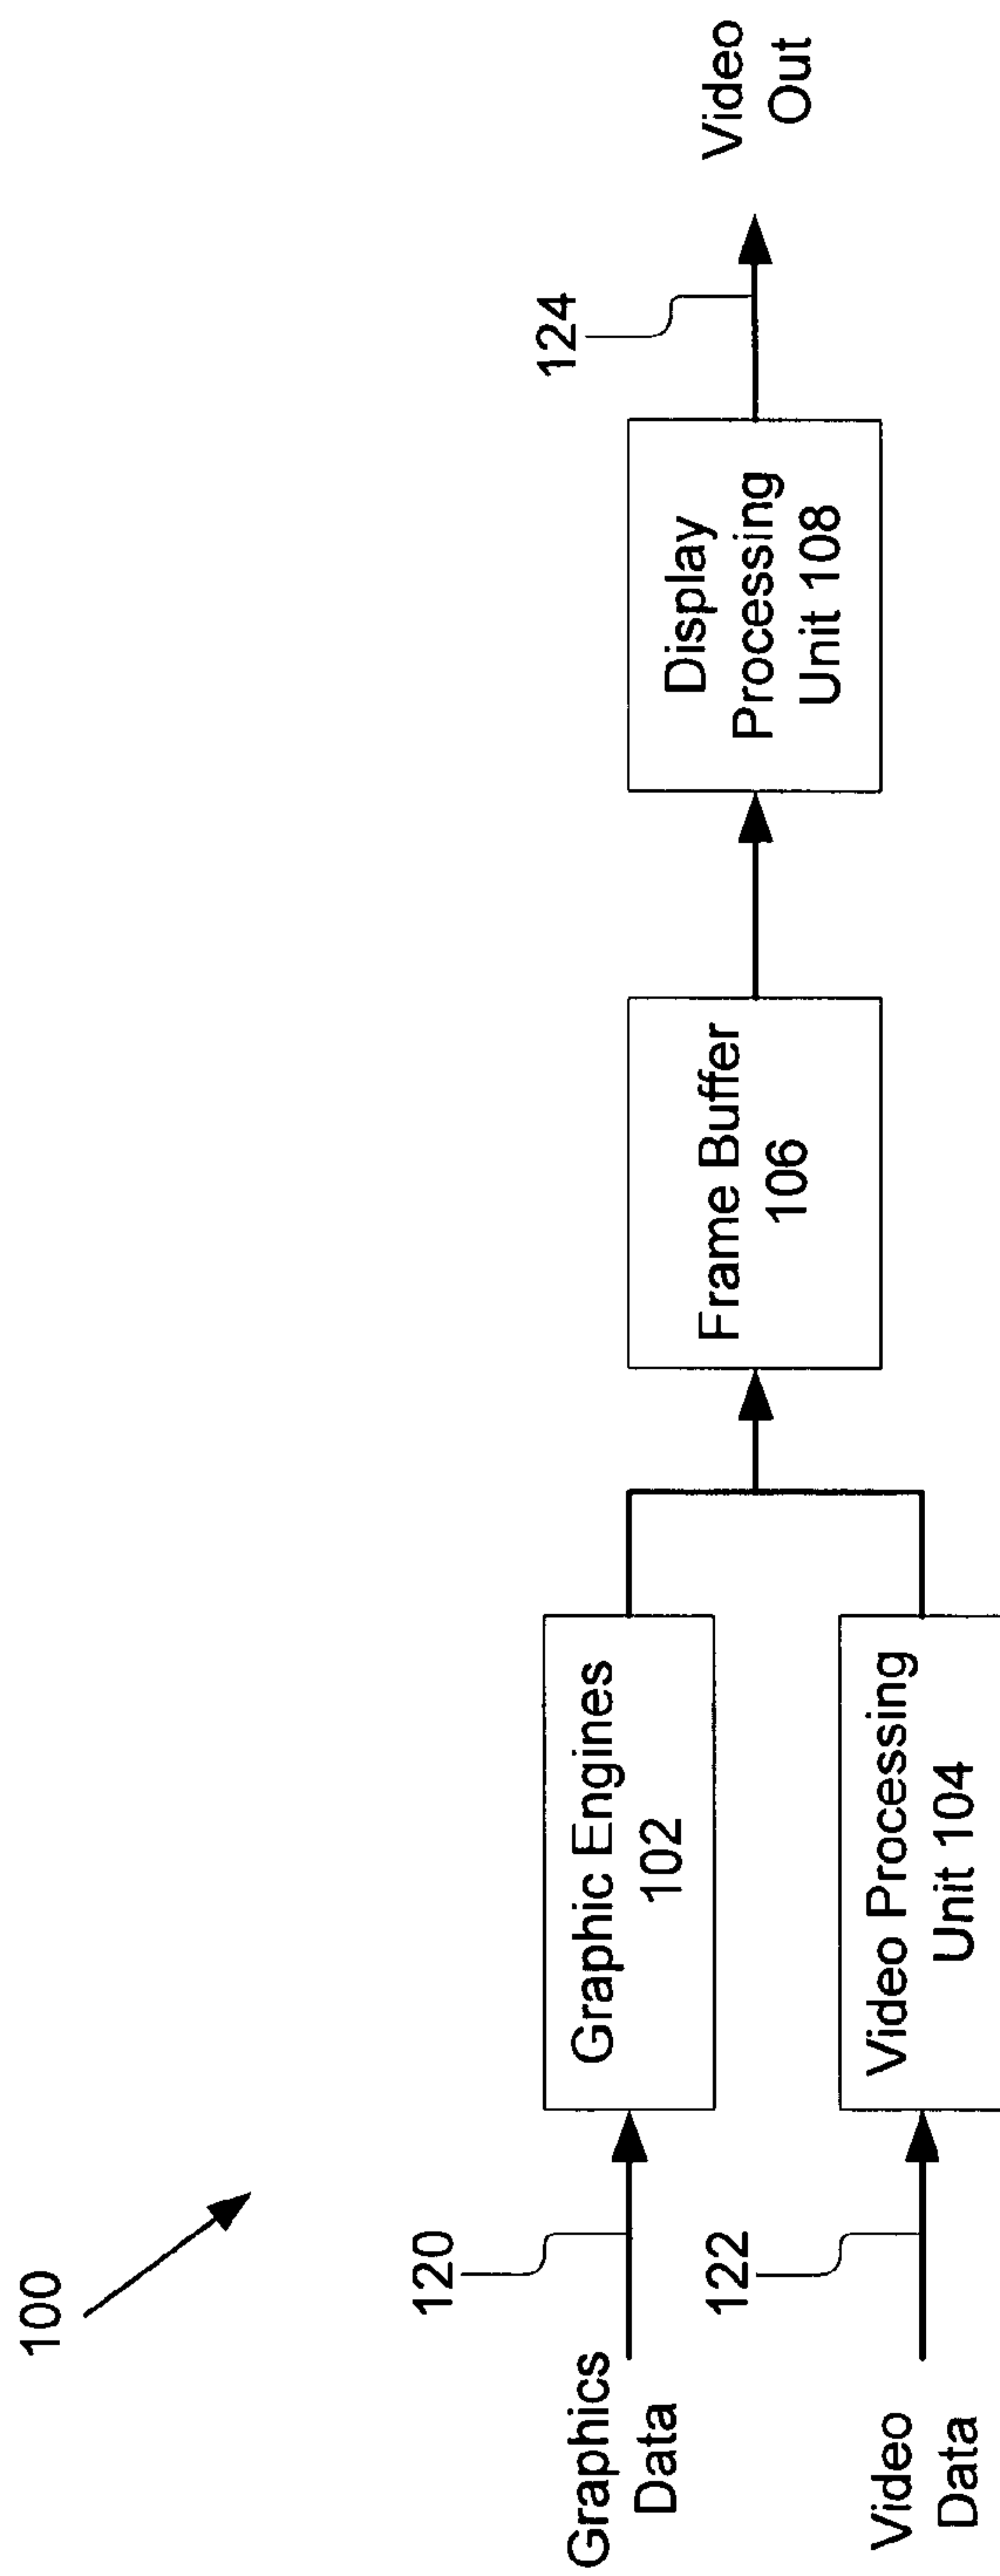 100
Graphics
Data
120
Graphic Engines
102
Video
Data
122
Video Processing
Unit 104
Frame Buffer
106
Display
Processing
Unit 108
124
Video
Out